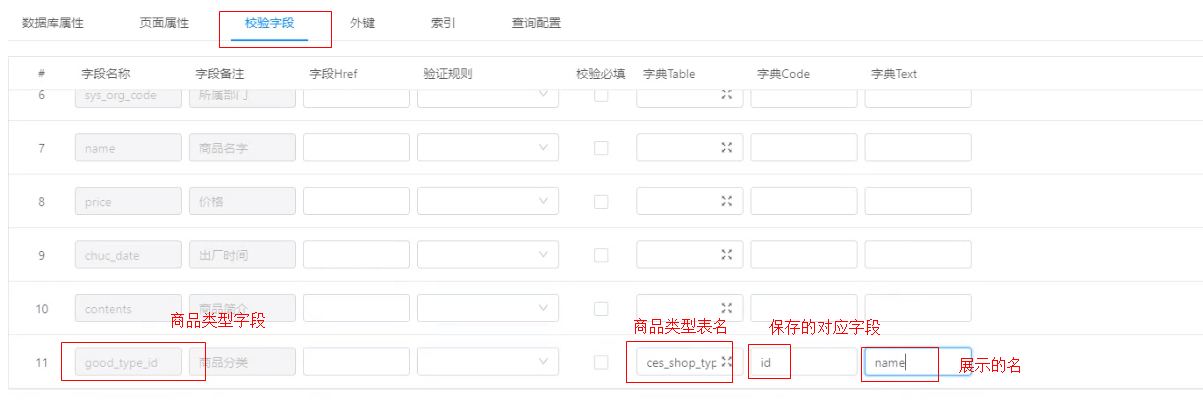 数据库属性 页面属性 校验字段 外键 索引 查询配置
# 字段名称 字段备注 字段Href 验证规则 校验必填 字典Table 字典Code 字典Text
6 sys_org_code 所属部门
7 name 商品名字
8 price 价格
9 chuc_date 出厂时间
10 contents 商品简介
商品类型字段 商品类型表名 保存的对应字段
11 good_type_id 商品分类 ces_shop_typ id name 展示的名